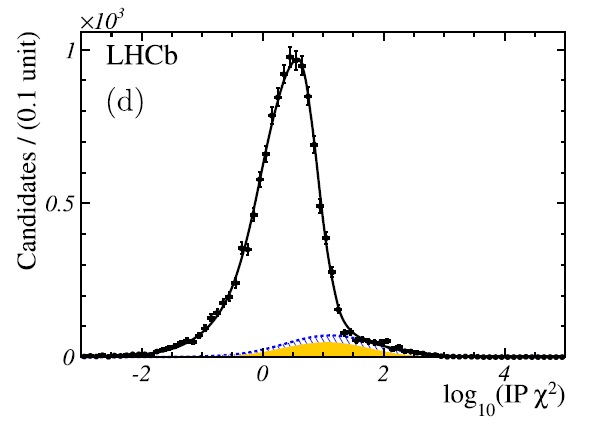 ×10³
1
LHCb
(d)
Candidates / (0.1 unit)
0.5
0
-2 0 2 4
log₁₀(IP χ²)